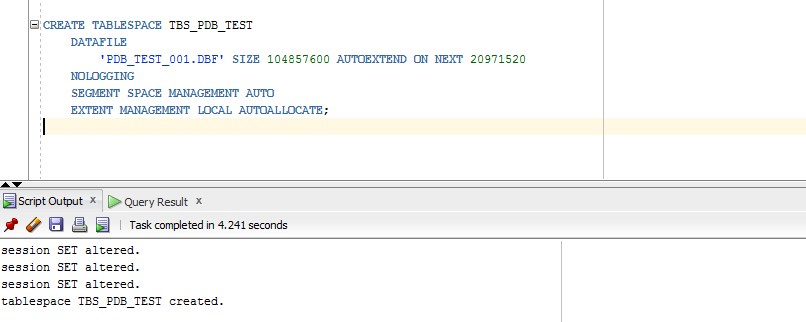 CREATE TABLESPACE TBS_PDB_TEST
DATAFILE
'PDB_TEST_001.DBF' SIZE 104857600 AUTOEXTEND ON NEXT 20971520
NOLOGGING
SEGMENT SPACE MANAGEMENT AUTO
EXTENT MANAGEMENT LOCAL AUTOALLOCATE;
Script Output x Query Result x
Task completed in 4.241 seconds
session SET altered.
session SET altered.
session SET altered.
tablespace TBS_PDB_TEST created.